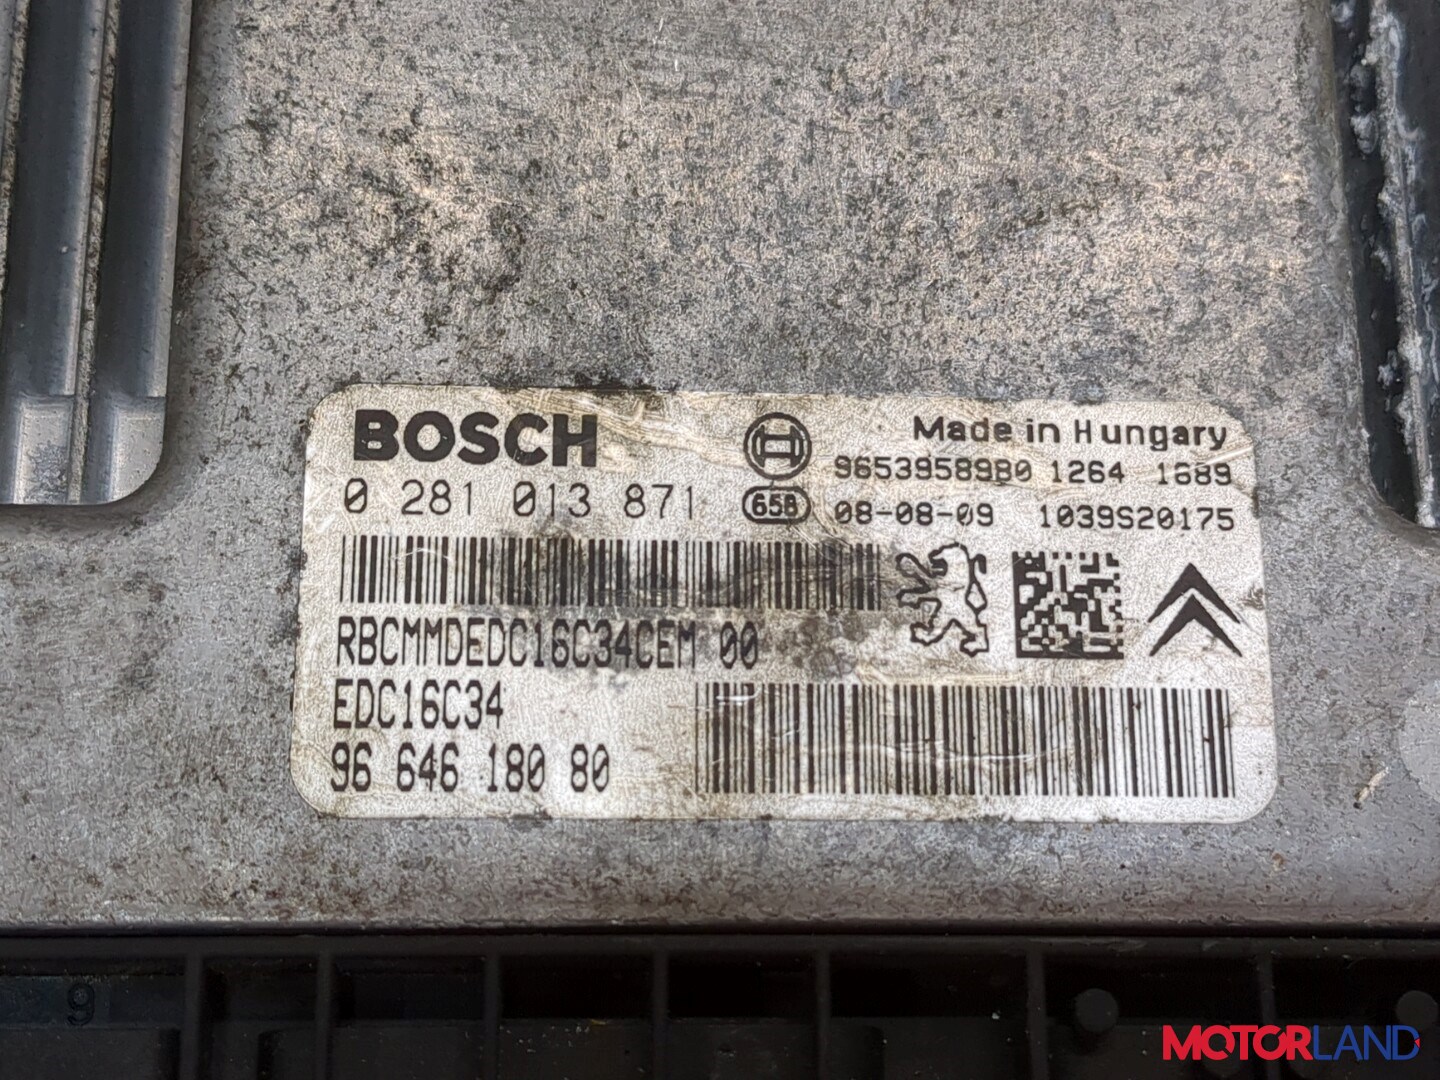 BOSCH
Made in Hungary
9653958980 1264 1689
0 281 013 871
658
08-08-09 1039S20175
RBCMMDEDC16C34CEM 00
EDC16C34
96 646 180 80
9
MOTORLAND